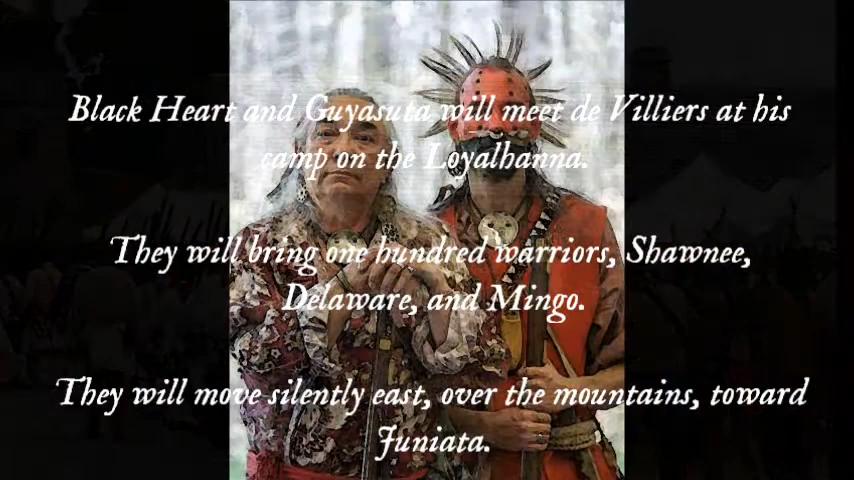 Black Heart and Guyasuta will meet de Villiers at his
camp on the Loyalhanna.
They will bring one hundred warriors, Shawnee,
Delaware, and Mingo.
They will move silently east, over the mountains, toward
Juniata.